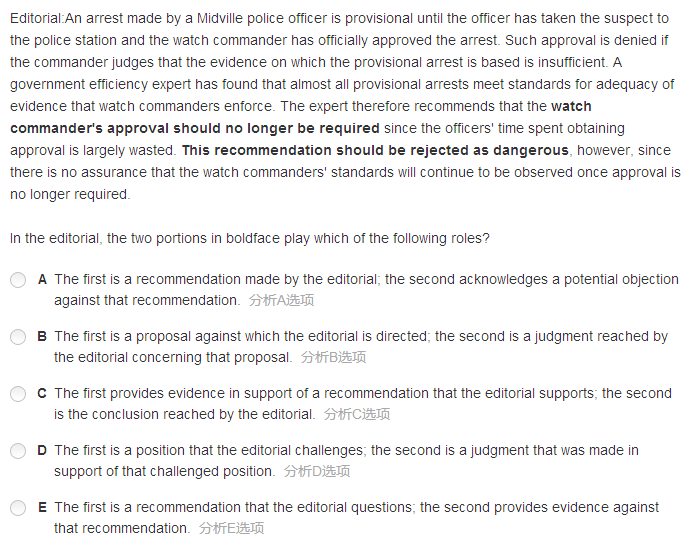 Editorial:An arrest made by a Midville police officer is provisional until the officer has taken the suspect to
the police station and the watch commander has officially approved the arrest. Such approval is denied if
the commander judges that the evidence on which the provisional arrest is based is insufficient. A
government efficiency expert has found that almost all provisional arrests meet standards for adequacy of
evidence that watch commanders enforce. The expert therefore recommends that the watch
commander's approval should no longer be required since the officers' time spent obtaining
approval is largely wasted. This recommendation should be rejected as dangerous, however, since
there is no assurance that the watch commanders' standards will continue to be observed once approval is
no longer required.
In the editorial, the two portions in boldface play which of the following roles?
A The first is a recommendation made by the editorial; the second acknowledges a potential objection
against that recommendation. 分析A选项
B The first is a proposal against which the editorial is directed; the second is a judgment reached by
the editorial concerning that proposal. 分析B选项
C The first provides evidence in support of a recommendation that the editorial supports; the second
is the conclusion reached by the editorial. 分析C选项
D The first is a position that the editorial challenges; the second is a judgment that was made in
support of that challenged position. 分析D选项
E The first is a recommendation that the editorial questions; the second provides evidence against
that recommendation. 分析E选项